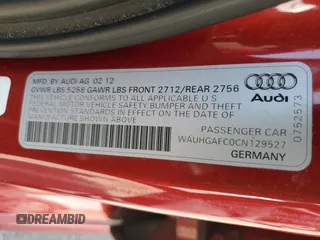 MFD. BY AUDI AG 02 12
GVWR LBS 5258 GAWR LBS FRONT 2712/REAR 2756
THIS VEHICLE CONFORMS TO ALL APPLICABLE U.S
FEDERAL MOTOR VEHICLE SAFETY, BUMPER AND THEFT
STANDARDS IN EFFECT ON THE DATE OF
MANUFACTURE SHOWN ABOVE
Audi
PASSENGER CAR
WAUHGAFC0CN129527
GERMANY
0752573
DREAMBID